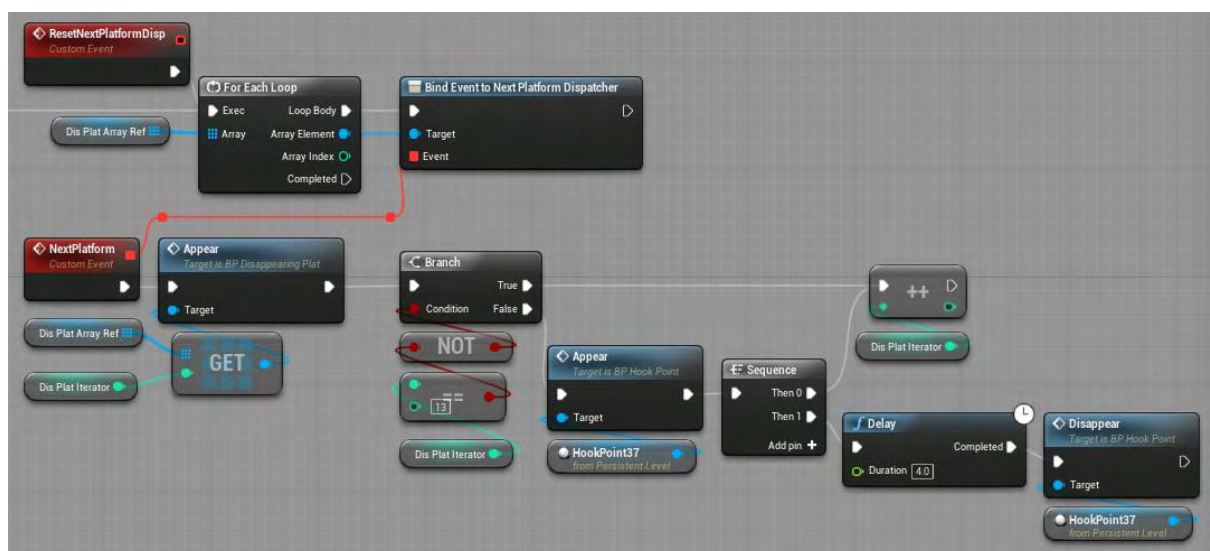 ResetNextPlatformDisp
Custom Event
For Each Loop
Exec
Loop Body
Array
Array Element
Array Index
Completed
Dis Plat Array Ref
Bind Event to Next Platform Dispatcher
Target
Event
NextPlatform
Custom Event
Appear
Target is BP Disappearing Plat
Target
Dis Plat Array Ref
GET
Dis Plat Iterator
Branch
True
Condition
False
NOT
==
13
Dis Plat Iterator
Appear
Target is BP Hook Point
Target
HookPoint37
from Persistent Level
Sequence
Then 0
Then 1
Add pin +
++
Dis Plat Iterator
Delay
Completed
Duration 4.0
Disappear
Target is BP Hook Point
Target
HookPoint37
from Persistent Level